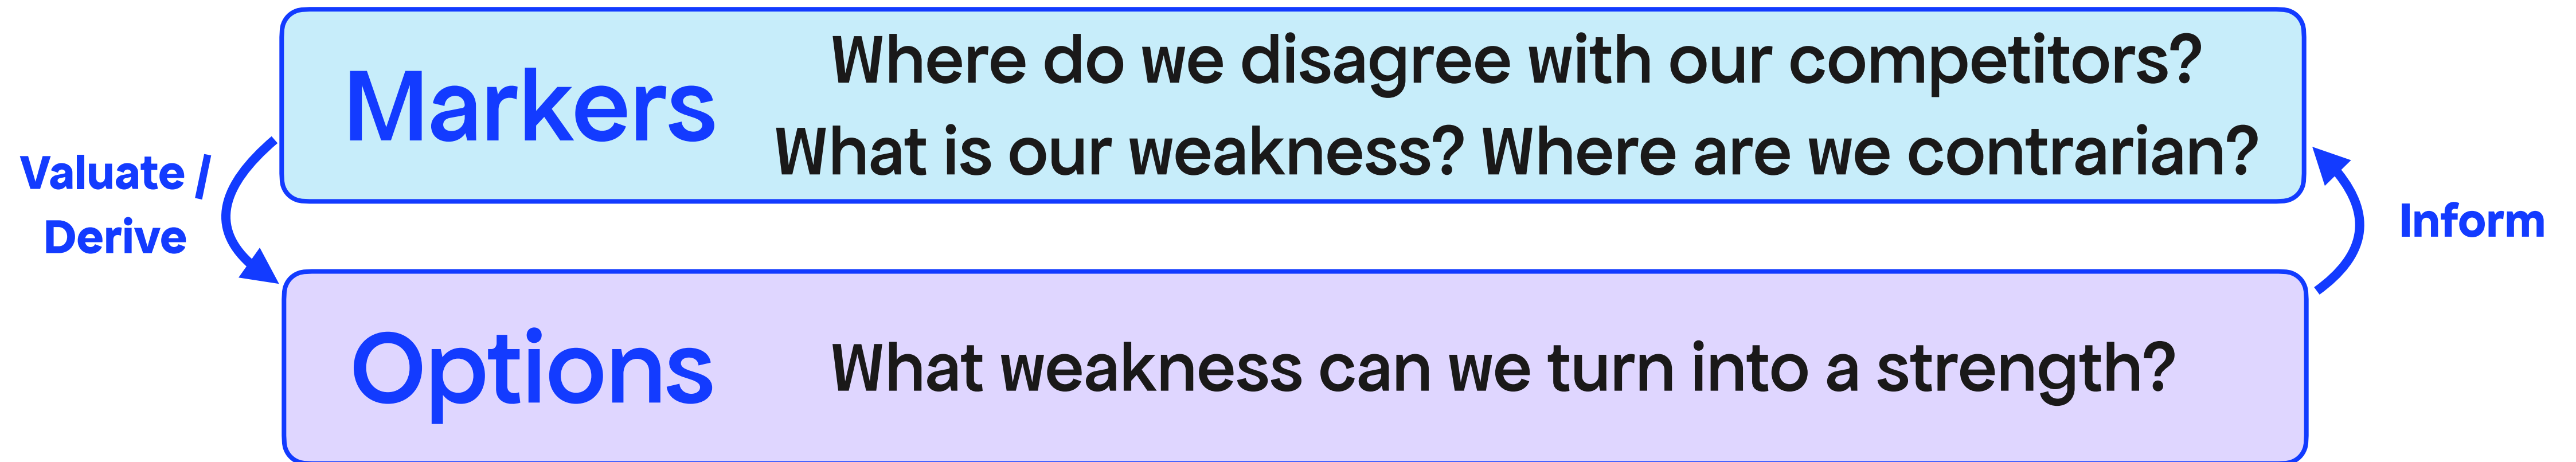 Markers
Where do we disagree with our competitors?
What is our weakness? Where are we contrarian?
Valuate /
Derive
Inform
Options
What weakness can we turn into a strength?